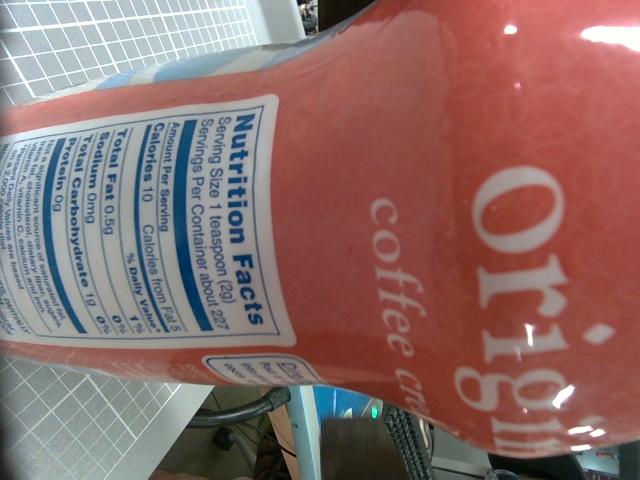 origin
coffee cre
Nutrition Facts
Serving Size 1 teaspoon (2g)
Servings Per Container about 227
Amount Per Serving
Calories 10 Calories from Fat 5
% Daily Value*
Total Fat 0.5g 1%
Sodium 0mg 0%
Total Carbohydrate 1g 0%
Protein 0g